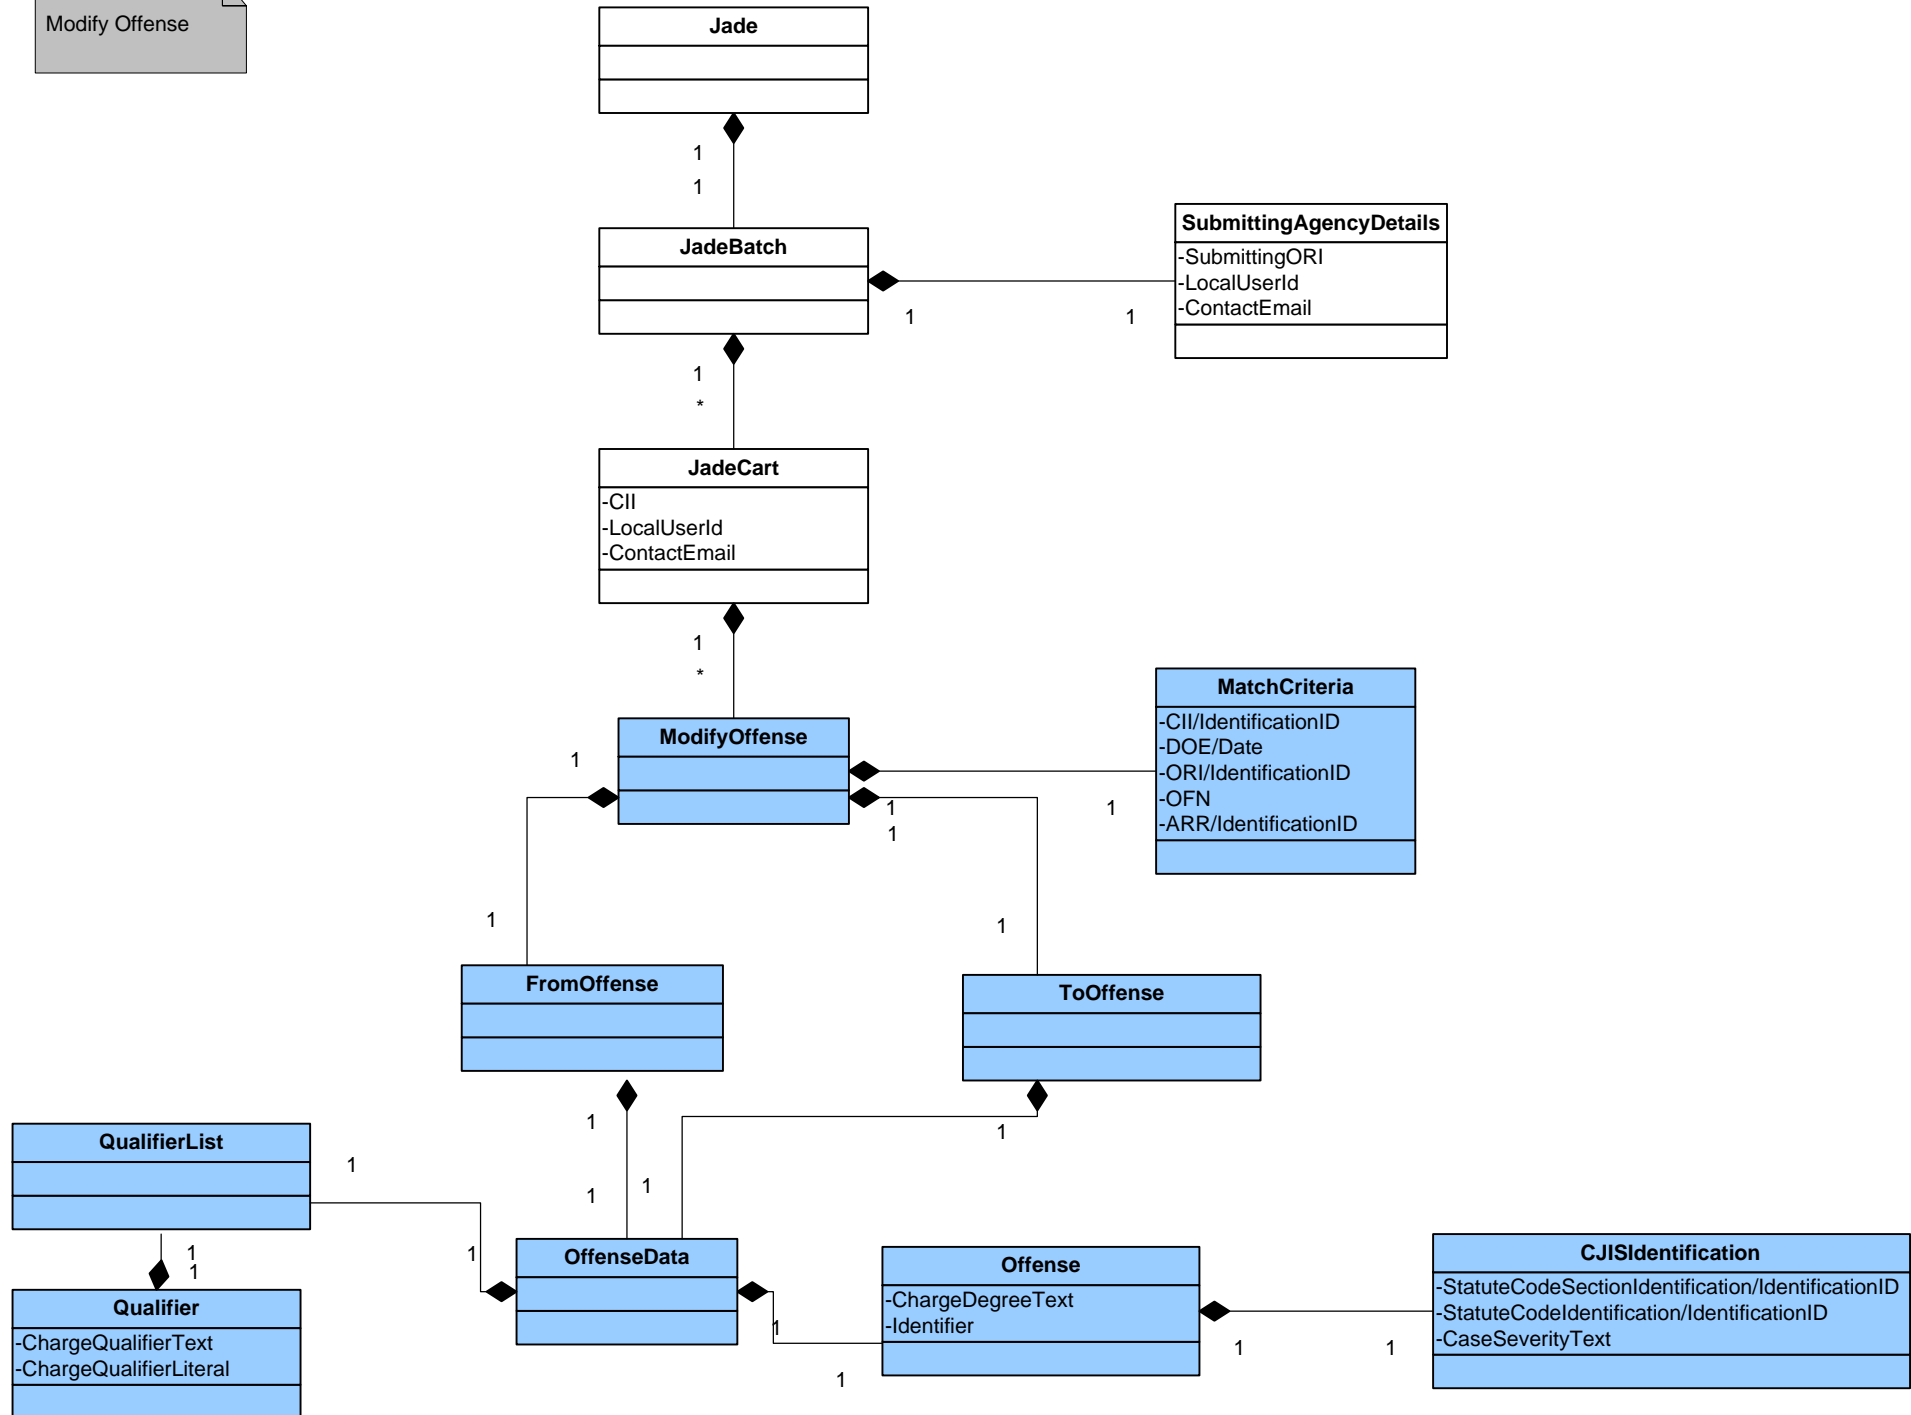 Modify Offense
Jade
1
1
JadeBatch
1
1
SubmittingAgencyDetails
-SubmittingORI
-LocalUserId
-ContactEmail
1
*
JadeCart
-CII
-LocalUserId
-ContactEmail
1
*
ModifyOffense
1
1
1
1
MatchCriteria
-CII/IdentificationID
-DOE/Date
-ORI/IdentificationID
-OFN
-ARR/IdentificationID
1
1
FromOffense
ToOffense
1
1
1
1
QualifierList
1
1
1
1
Qualifier
-ChargeQualifierText
-ChargeQualifierLiteral
OffenseData
1
1
Offense
-ChargeDegreeText
-Identifier
1
1
CJISIdentification
-StatuteCodeSectionIdentification/IdentificationID
-StatuteCodeIdentification/IdentificationID
-CaseSeverityText